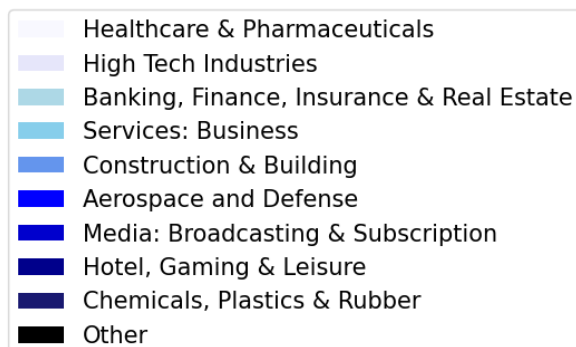 Healthcare & Pharmaceuticals
High Tech Industries
Banking, Finance, Insurance & Real Estate
Services: Business
Construction & Building
Aerospace and Defense
Media: Broadcasting & Subscription
Hotel, Gaming & Leisure
Chemicals, Plastics & Rubber
Other